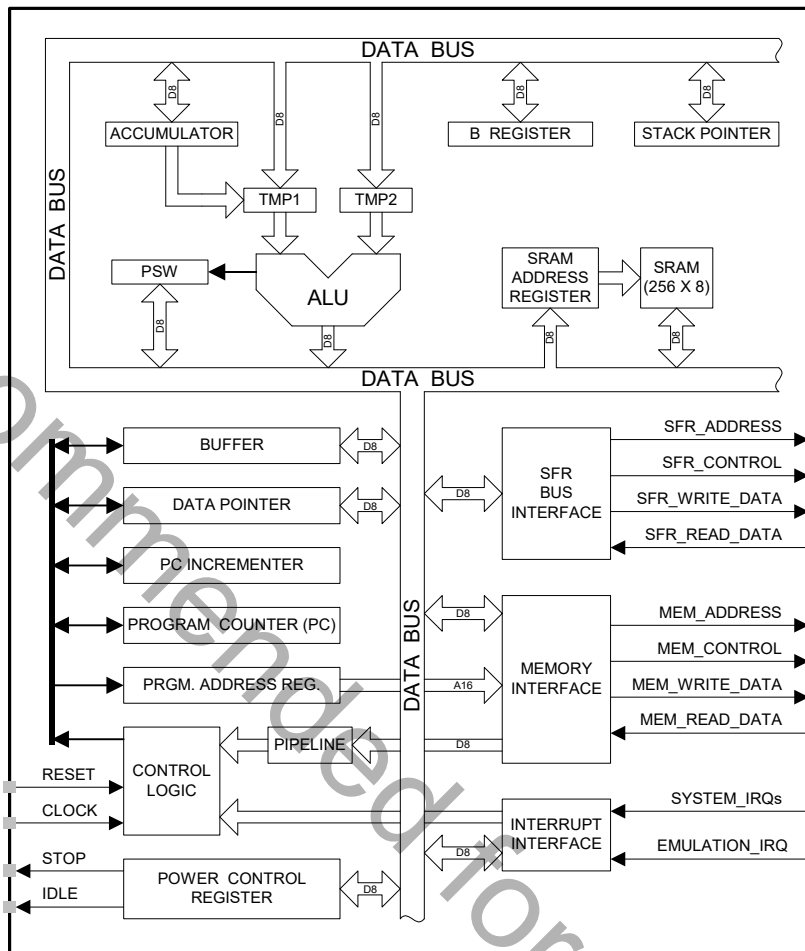 DATA BUS
D8
D8
D8
D8
D8
ACCUMULATOR
B REGISTER
STACK POINTER
DATA BUS
TMP1
TMP2
PSW
ALU
SRAM
ADDRESS
REGISTER
SRAM
(256 X 8)
D8
D8
D8
D8
DATA BUS
BUFFER
D8
DATA POINTER
D8
PC INCREMENTER
PROGRAM COUNTER (PC)
PRGM. ADDRESS REG.
A16
DATA BUS
D8
SFR
BUS
INTERFACE
SFR_ADDRESS
SFR_CONTROL
SFR_WRITE_DATA
SFR_READ_DATA
D8
MEMORY
INTERFACE
MEM_ADDRESS
MEM_CONTROL
MEM_WRITE_DATA
MEM_READ_DATA
PIPELINE
D8
CONTROL
LOGIC
RESET
CLOCK
INTERRUPT
INTERFACE
SYSTEM_IRQs
EMULATION_IRQ
D8
STOP
IDLE
POWER CONTROL
REGISTER
D8
ommended for